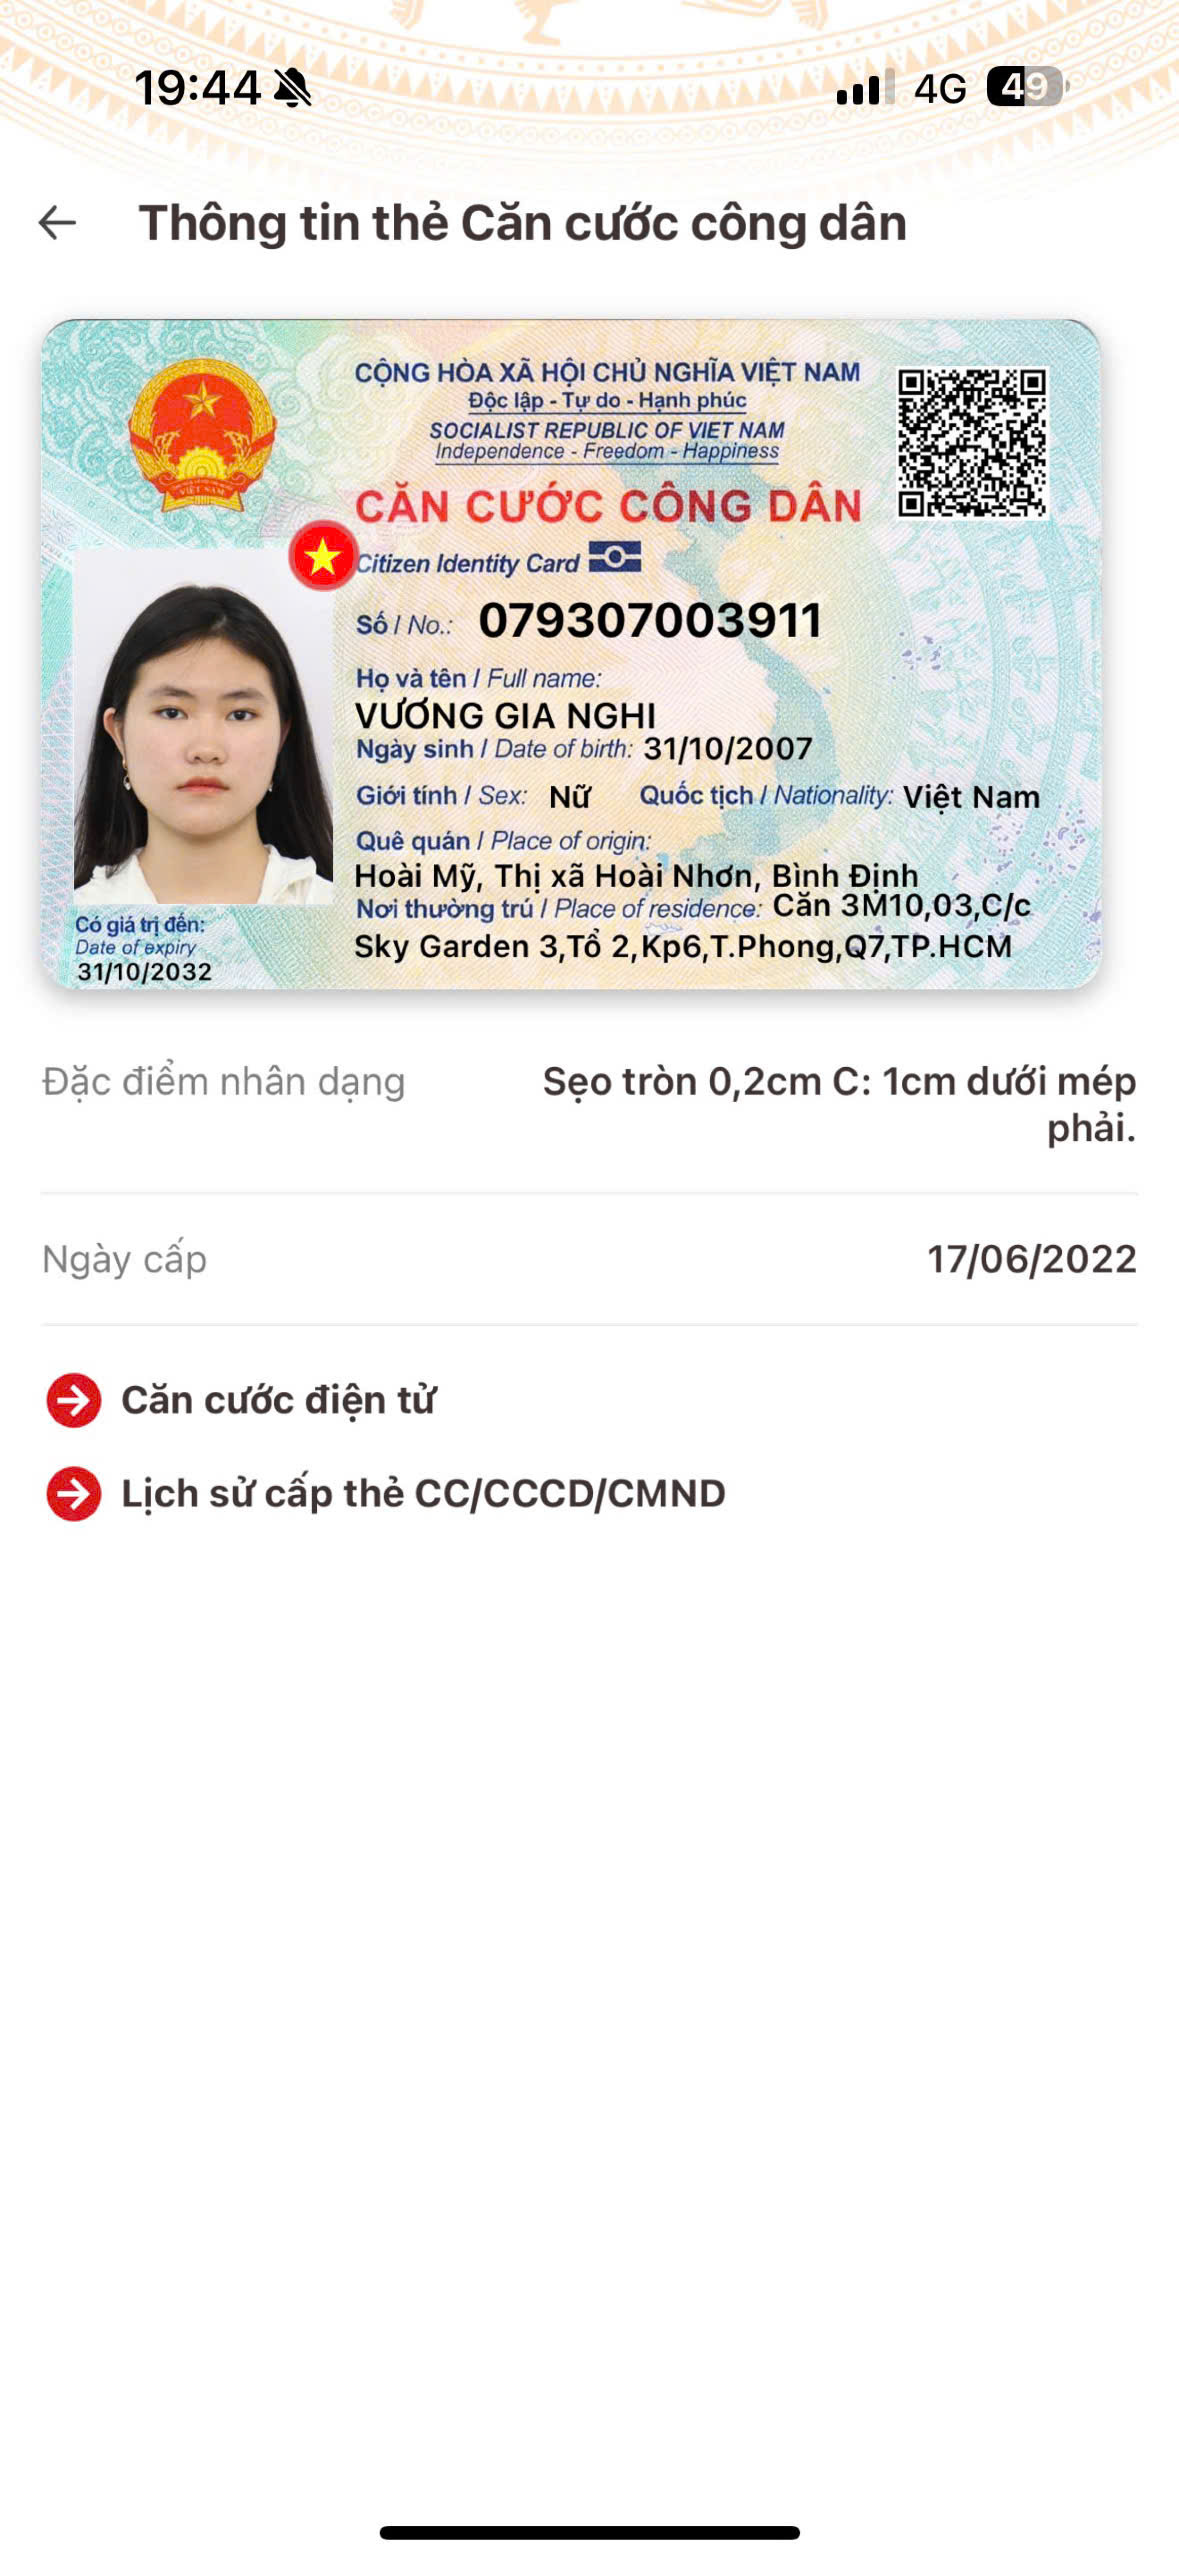 19:44
4G 49
Thông tin thẻ Căn cước công dân
CỘNG HÒA XÃ HỘI CHỦ NGHĨA VIỆT NAM
Độc lập - Tự do - Hạnh phúc
SOCIALIST REPUBLIC OF VIET NAM
Independence - Freedom - Happiness
VIỆT NAM
CĂN CƯỚC CÔNG DÂN
Citizen Identity Card
Số / No.: 079307003911
Họ và tên / Full name:
VƯƠNG GIA NGHI
Ngày sinh / Date of birth: 31/10/2007
Giới tính / Sex: Nữ Quốc tịch / Nationality: Việt Nam
Quê quán / Place of origin:
Hoài Mỹ, Thị xã Hoài Nhơn, Bình Định
Nơi thường trú / Place of residence: Căn 3M10,03,C/c
Sky Garden 3,Tổ 2,Kp6,T.Phong,Q7,TP.HCM
Có giá trị đến:
Date of expiry
31/10/2032
Đặc điểm nhân dạng
Sẹo tròn 0,2cm C: 1cm dưới mép
phải.
Ngày cấp
17/06/2022
Căn cước điện tử
Lịch sử cấp thẻ CC/CCCD/CMND